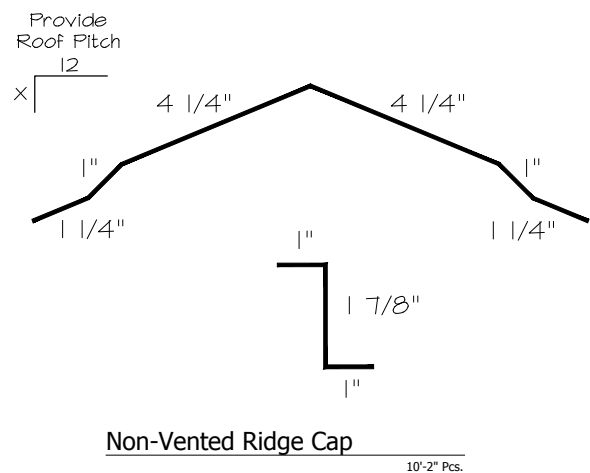 Provide
Roof Pitch
12
X
4 1/4"
4 1/4"
1"
1"
1 1/4"
1 1/4"
1"
1 7/8"
1"
Non-Vented Ridge Cap
10'-2" Pcs.